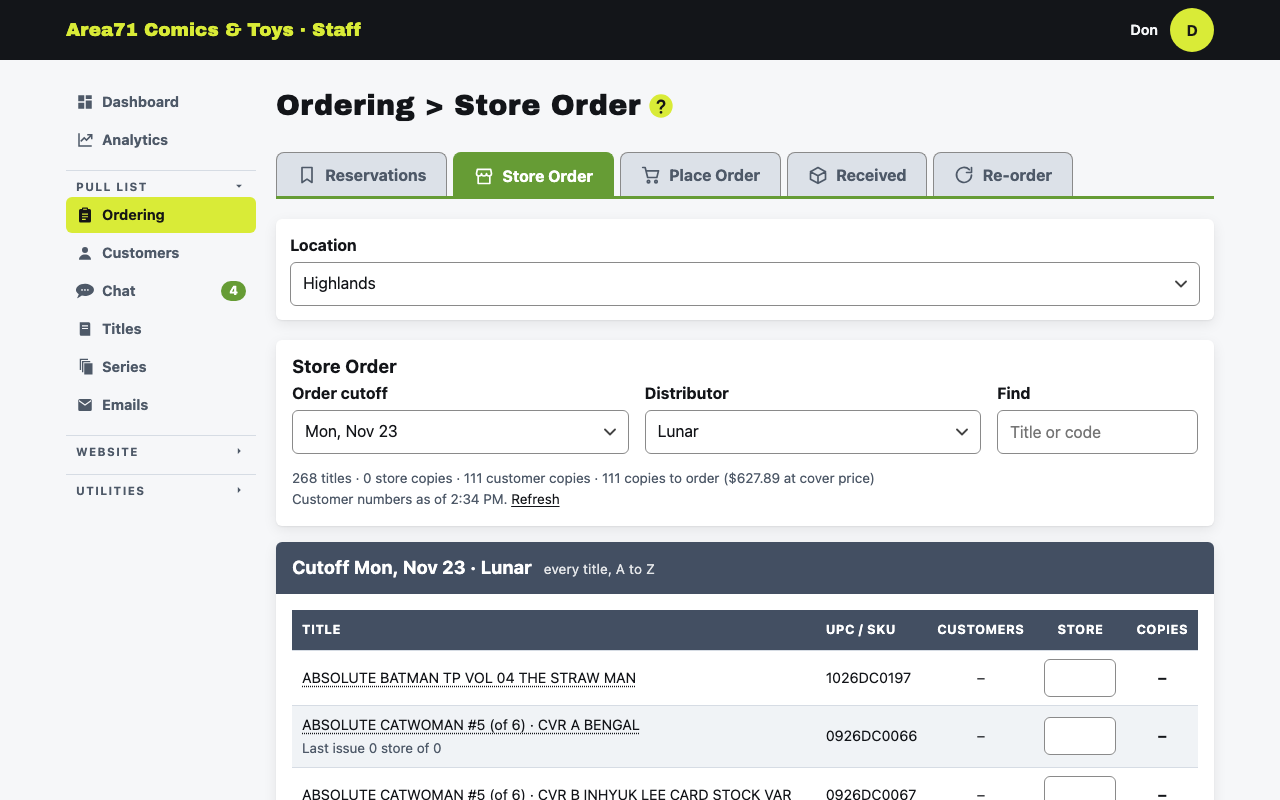 Area71 Comics & Toys · Staff
Don
D
Dashboard
Analytics
PULL LIST
Ordering
Customers
Chat
4
Titles
Series
Emails
WEBSITE
UTILITIES
Ordering > Store Order ?
Reservations
Store Order
Place Order
Received
Re-order
Location
Highlands
Store Order
Order cutoff
Distributor
Find
Mon, Nov 23
Lunar
Title or code
268 titles · 0 store copies · 111 customer copies · 111 copies to order ($627.89 at cover price)
Customer numbers as of 2:34 PM. Refresh
Cutoff Mon, Nov 23 · Lunar every title, A to Z
TITLE UPC / SKU CUSTOMERS STORE COPIES
ABSOLUTE BATMAN TP VOL 04 THE STRAW MAN 1026DC0197 – –
ABSOLUTE CATWOMAN #5 (of 6) · CVR A BENGAL 0926DC0066 – –
Last issue 0 store of 0
ABSOLUTE CATWOMAN #5 (of 6) · CVR B INHYUK LEE CARD STOCK VAR 0926DC0067 – –